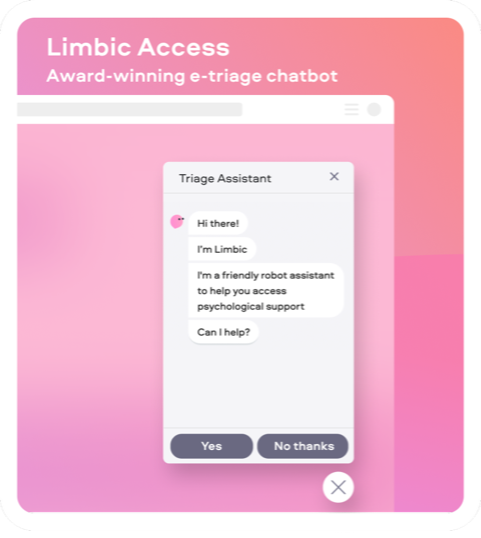 Limbic Access
Award-winning e-triage chatbot
Triage Assistant
Hi there!
I'm Limbic
I'm a friendly robot assistant
to help you access
psychological support
Can I help?
Yes
No thanks